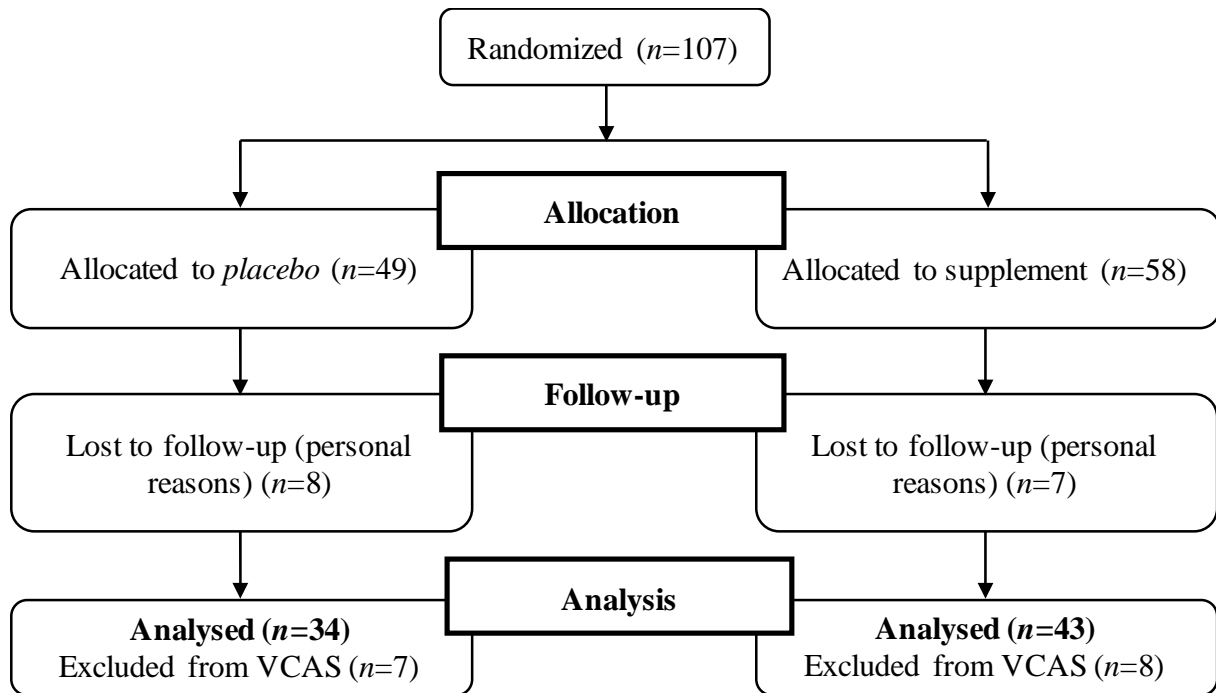 Randomized (n=107)
Allocation
Allocated to placebo (n=49)
Allocated to supplement (n=58)
Follow-up
Lost to follow-up (personal
reasons) (n=8)
Lost to follow-up (personal
reasons) (n=7)
Analysis
Analysed (n=34)
Excluded from VCAS (n=7)
Analysed (n=43)
Excluded from VCAS (n=8)